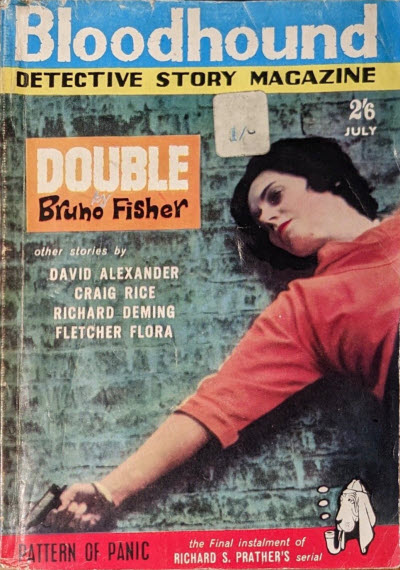 Bloodhound
DETECTIVE STORY MAGAZINE
2'6
JULY
1/-
DOUBLE
by
Bruno Fisher
other stories by
DAVID ALEXANDER
CRAIG RICE
RICHARD DEMING
FLETCHER FLORA
PATTERN OF PANIC
the Final instalment of
RICHARD S. PRATHER'S serial